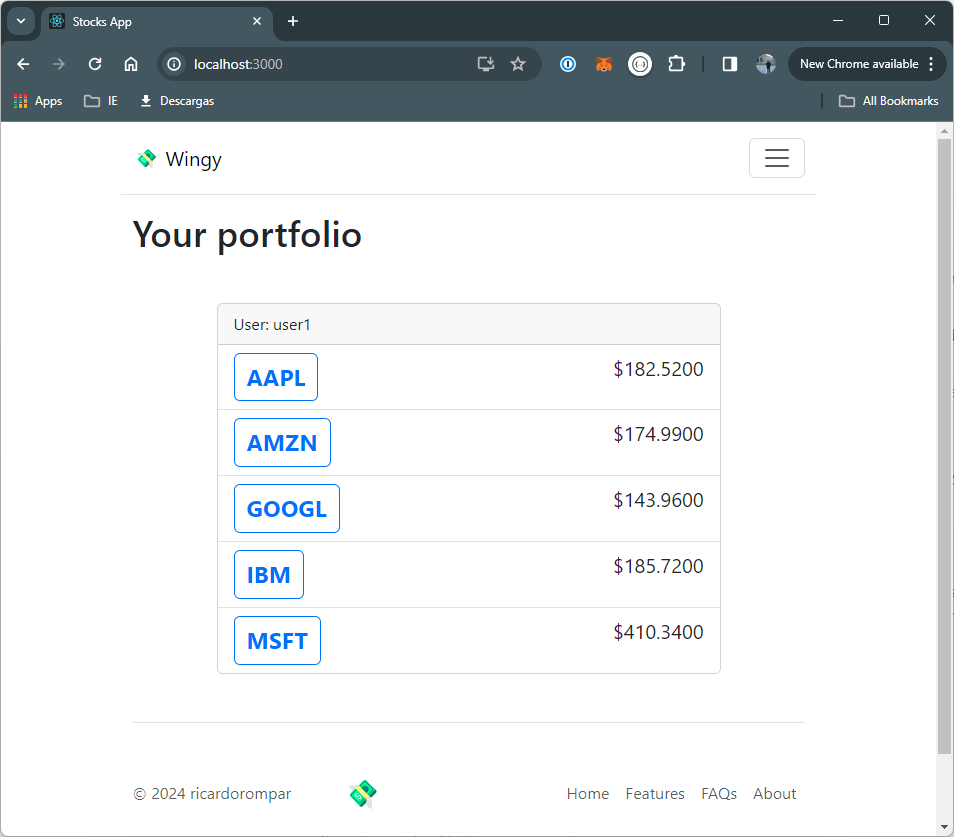 Stocks App
localhost:3000
New Chrome available
Apps IE Descargas All Bookmarks
Wingy
Your portfolio
User: user1
AAPL $182.5200
AMZN $174.9900
GOOGL $143.9600
IBM $185.7200
MSFT $410.3400
© 2024 ricardorompar Home Features FAQs About